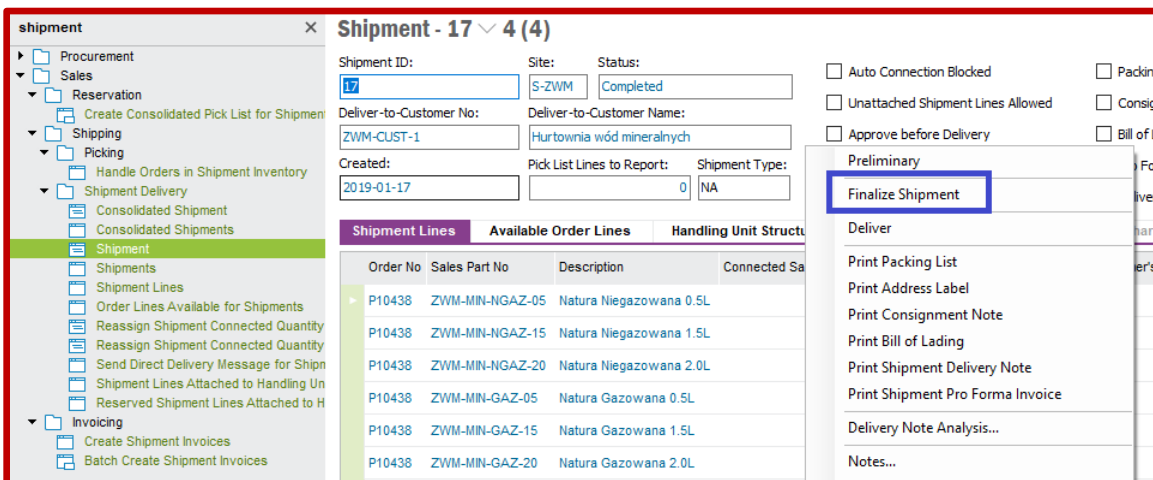 shipment ×
Procurement
Sales
Reservation
Create Consolidated Pick List for Shipment
Shipping
Picking
Handle Orders in Shipment Inventory
Shipment Delivery
Consolidated Shipment
Consolidated Shipments
Shipment
Shipments
Shipment Lines
Order Lines Available for Shipments
Reassign Shipment Connected Quantity
Reassign Shipment Connected Quantity
Send Direct Delivery Message for Shipm
Shipment Lines Attached to Handling Un
Reserved Shipment Lines Attached to H
Invoicing
Create Shipment Invoices
Batch Create Shipment Invoices
Shipment - 17 4 (4)
Shipment ID: Site: Status:
17 S-ZWM Completed
Deliver-to-Customer No: Deliver-to-Customer Name:
ZWM-CUST-1 Hurtownia wód mineralnych
Created: Pick List Lines to Report: Shipment Type:
2019-01-17 0 NA
Auto Connection Blocked
Unattached Shipment Lines Allowed
Approve before Delivery
Packin
Consig
Bill of
Shipment Lines Available Order Lines Handling Unit Structu
Order No Sales Part No Description Connected Sa
P10438 ZWM-MIN-NGAZ-05 Natura Niegazowana 0.5L
P10438 ZWM-MIN-NGAZ-15 Natura Niegazowana 1.5L
P10438 ZWM-MIN-NGAZ-20 Natura Niegazowana 2.0L
P10438 ZWM-MIN-GAZ-05 Natura Gazowana 0.5L
P10438 ZWM-MIN-GAZ-15 Natura Gazowana 1.5L
P10438 ZWM-MIN-GAZ-20 Natura Gazowana 2.0L
Preliminary
Finalize Shipment
Deliver
Print Packing List
Print Address Label
Print Consignment Note
Print Bill of Lading
Print Shipment Delivery Note
Print Shipment Pro Forma Invoice
Delivery Note Analysis...
Notes...